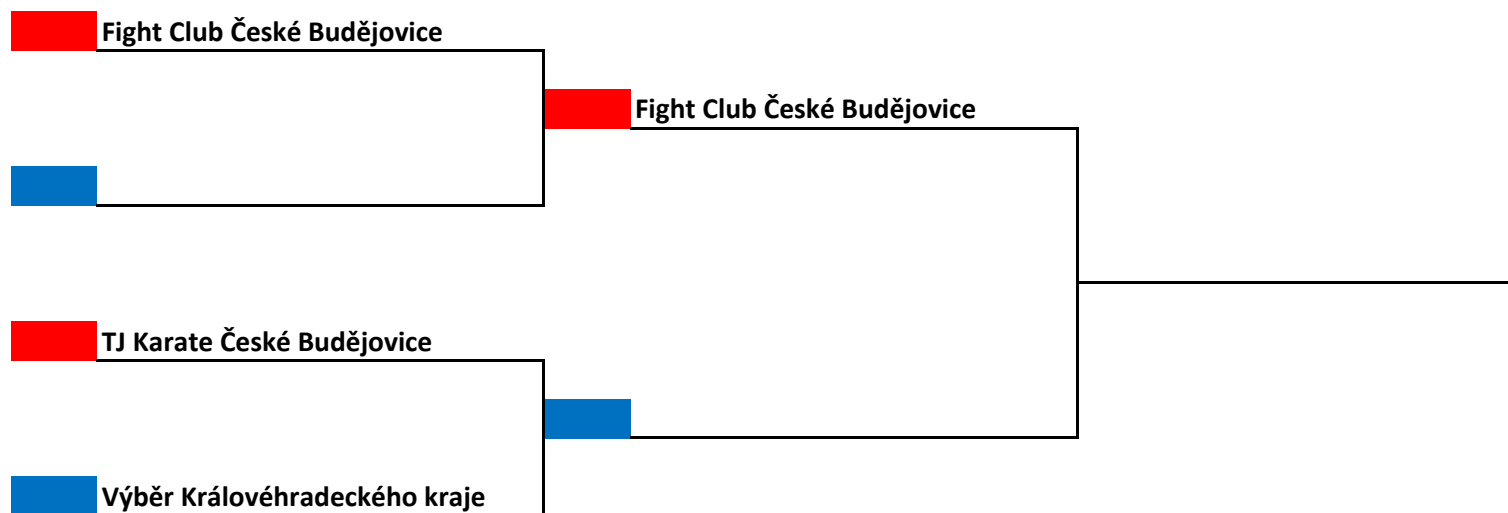 Fight Club České Budějovice
Fight Club České Budějovice
TJ Karate České Budějovice
Výběr Královéhradeckého kraje